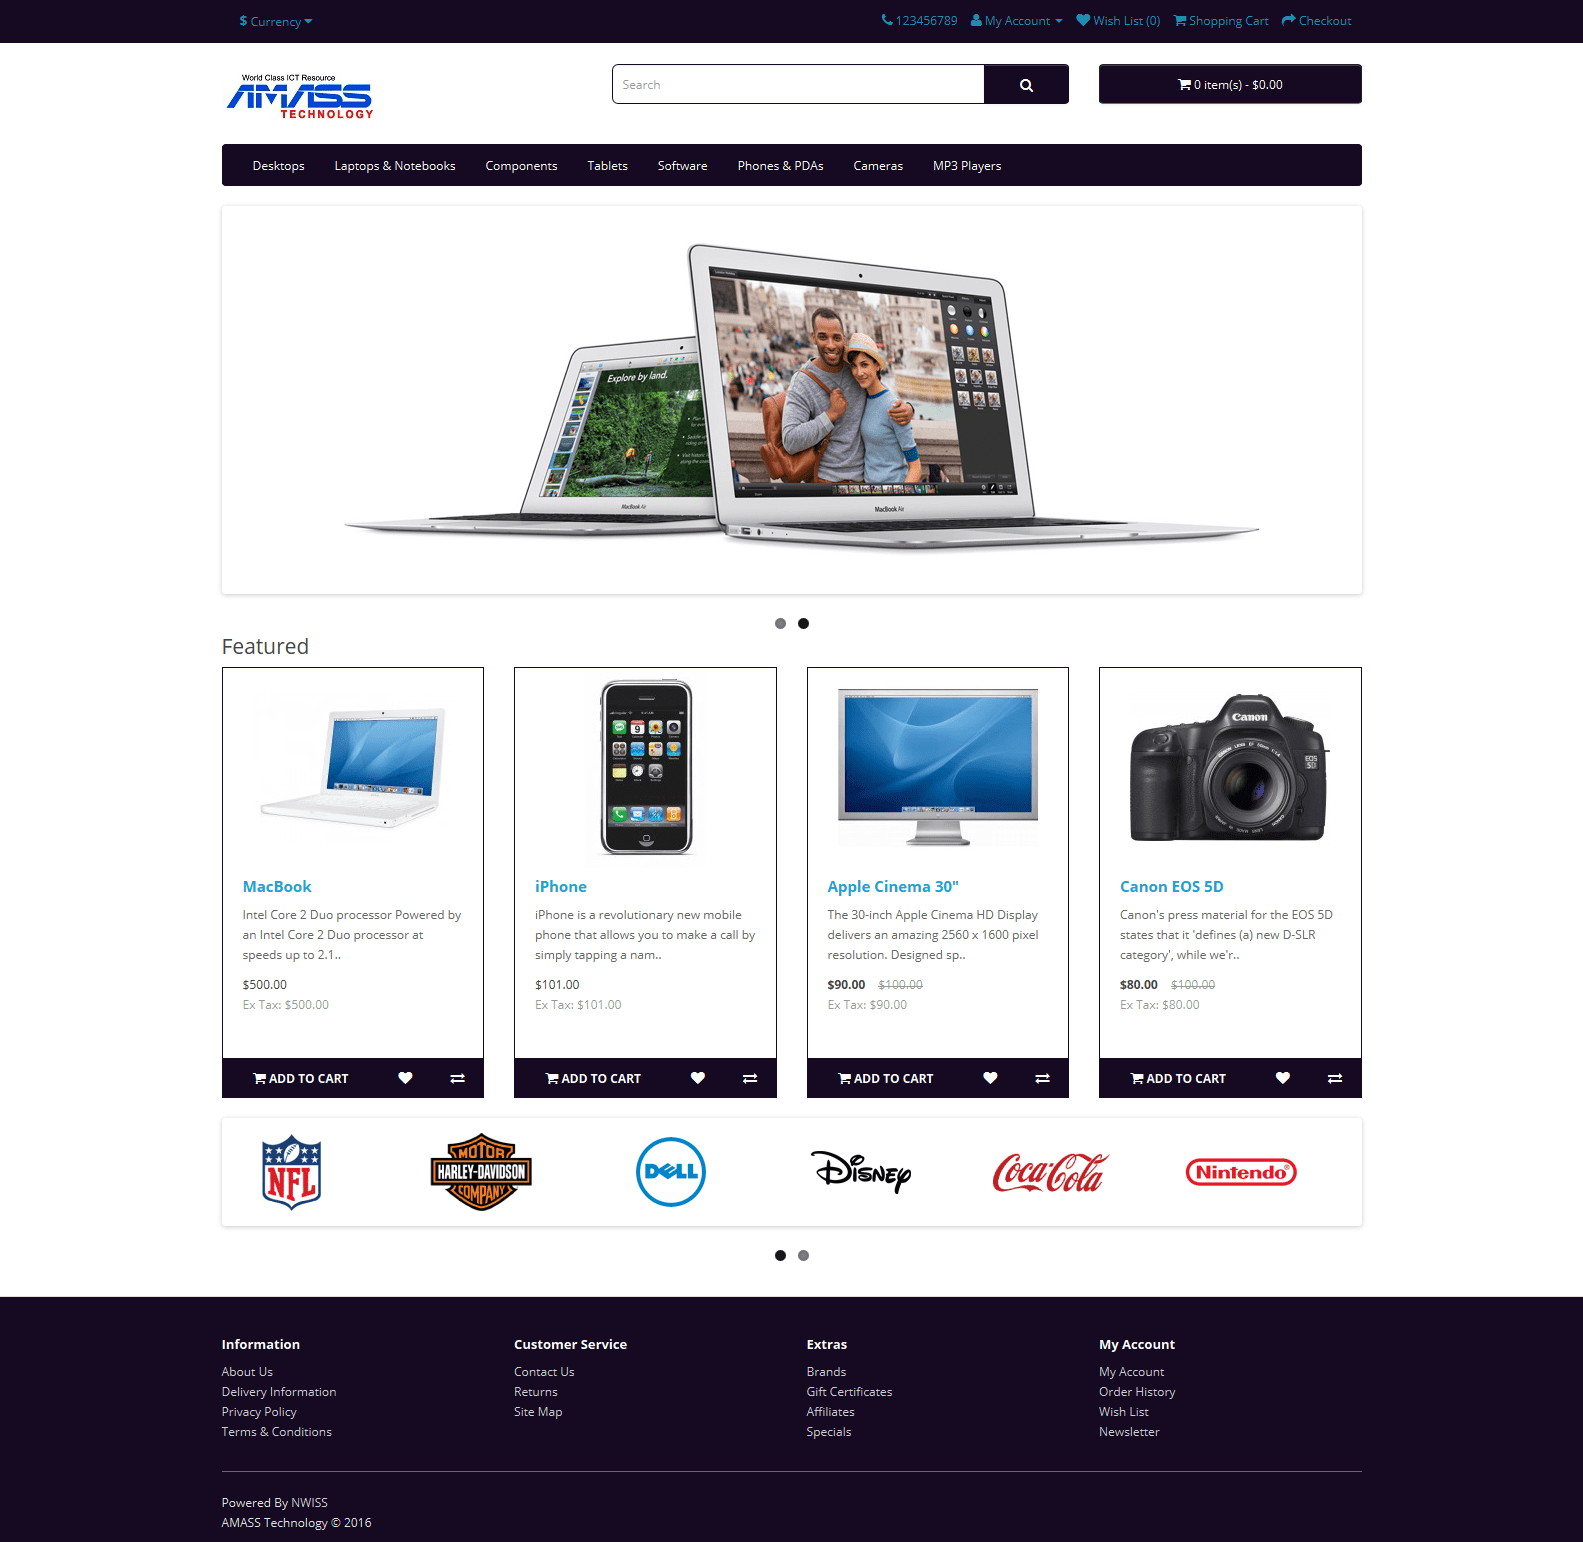 $ Currency
123456789 My Account Wish List (0) Shopping Cart Checkout
World Class ICT Resource
AMASS
TECHNOLOGY
Search
0 item(s) - $0.00
Desktops Laptops & Notebooks Components Tablets Software Phones & PDAs Cameras MP3 Players
Explore by land.
MacBook Air
MacBook Air
Featured
Canon
EOS
5D
MacBook
Intel Core 2 Duo processor Powered by
an Intel Core 2 Duo processor at
speeds up to 2.1..
$500.00
Ex Tax: $500.00
ADD TO CART
iPhone
iPhone is a revolutionary new mobile
phone that allows you to make a call by
simply tapping a nam..
$101.00
Ex Tax: $101.00
ADD TO CART
Apple Cinema 30"
The 30-inch Apple Cinema HD Display
delivers an amazing 2560 x 1600 pixel
resolution. Designed sp..
$90.00 $100.00
Ex Tax: $90.00
ADD TO CART
Canon EOS 5D
Canon's press material for the EOS 5D
states that it 'defines (a) new D-SLR
category', while we'r..
$80.00 $100.00
Ex Tax: $80.00
ADD TO CART
NFL
MOTOR
HARLEY-DAVIDSON
COMPANY
DELL
Disney
Coca-Cola
Nintendo®
Information
About Us
Delivery Information
Privacy Policy
Terms & Conditions
Customer Service
Contact Us
Returns
Site Map
Extras
Brands
Gift Certificates
Affiliates
Specials
My Account
My Account
Order History
Wish List
Newsletter
Powered By NWISS
AMASS Technology © 2016